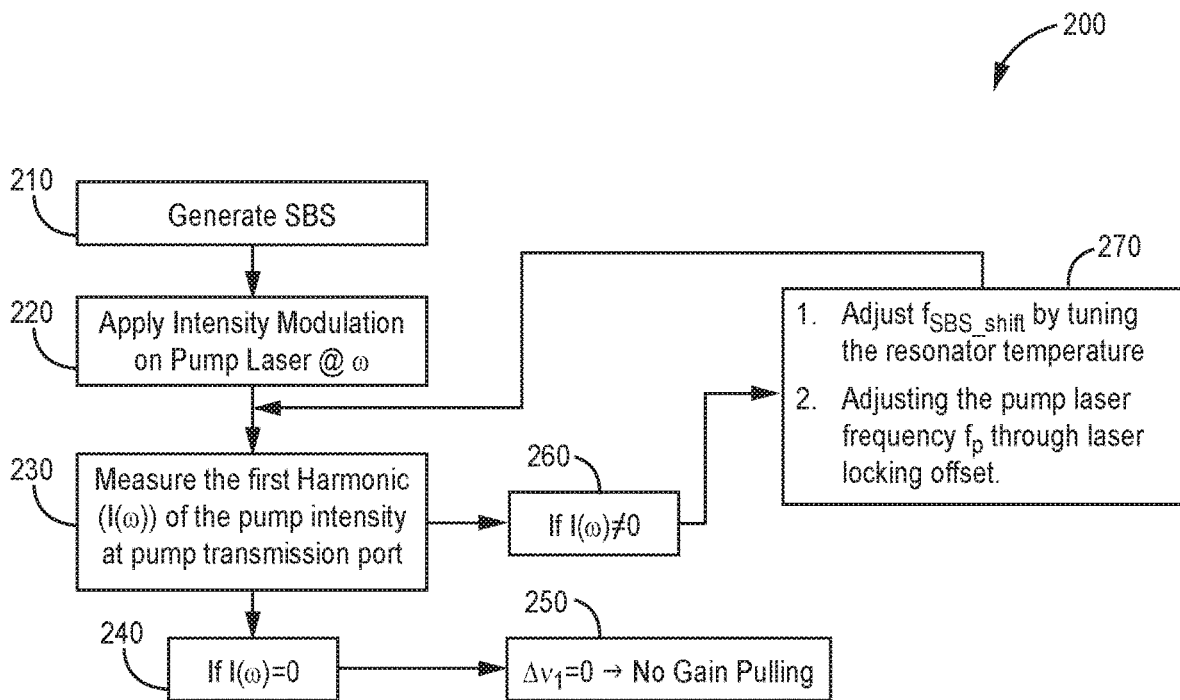 200
210
Generate SBS
220
Apply Intensity Modulation
on Pump Laser @ ω
230
Measure the first Harmonic
(I(ω)) of the pump intensity
at pump transmission port
240
If I(ω)=0
250
Δν₁=0 → No Gain Pulling
260
If I(ω)≠0
270
1. Adjust f_SBS_shift by tuning
the resonator temperature
2. Adjusting the pump laser
frequency fₚ through laser
locking offset.